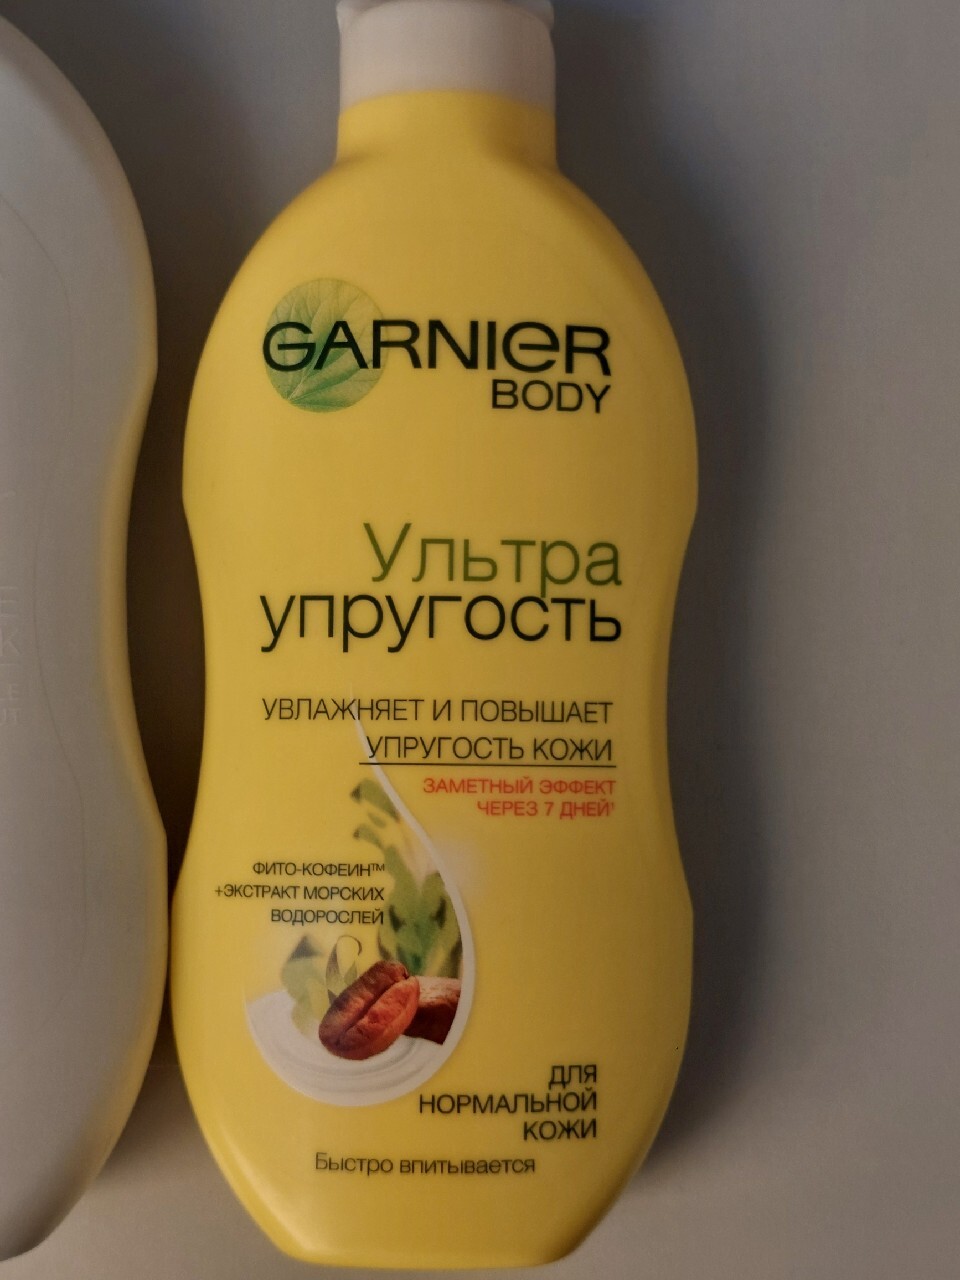 GARNIER
BODY
Ультра
упругость
УВЛАЖНЯЕТ И ПОВЫШАЕТ
УПРУГОСТЬ КОЖИ
ЗАМЕТНЫЙ ЭФФЕКТ
ЧЕРЕЗ 7 ДНЕЙ¹
ФИТО-КОФЕИН™
+ЭКСТРАКТ МОРСКИХ
ВОДОРОСЛЕЙ
ДЛЯ
НОРМАЛЬНОЙ
КОЖИ
Быстро впитывается